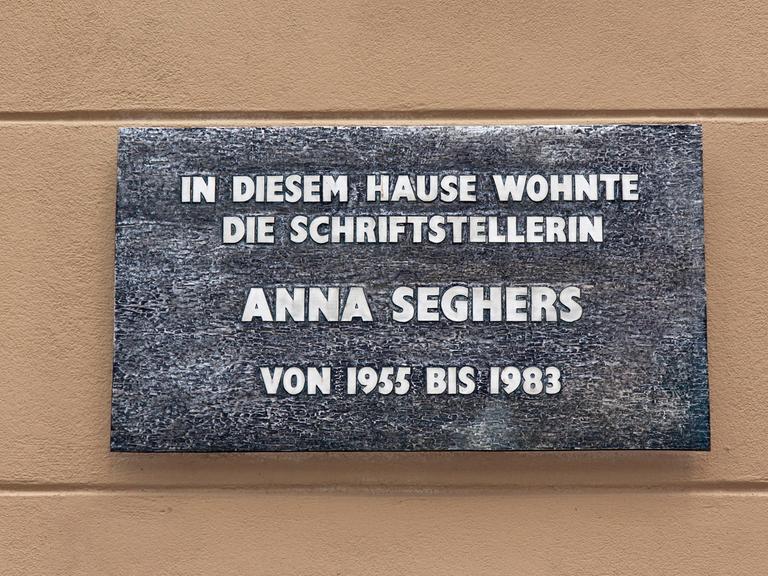 IN DIESEM HAUSE WOHNTE
DIE SCHRIFTSTELLERIN
ANNA SEGHERS
VON 1955 BIS 1983